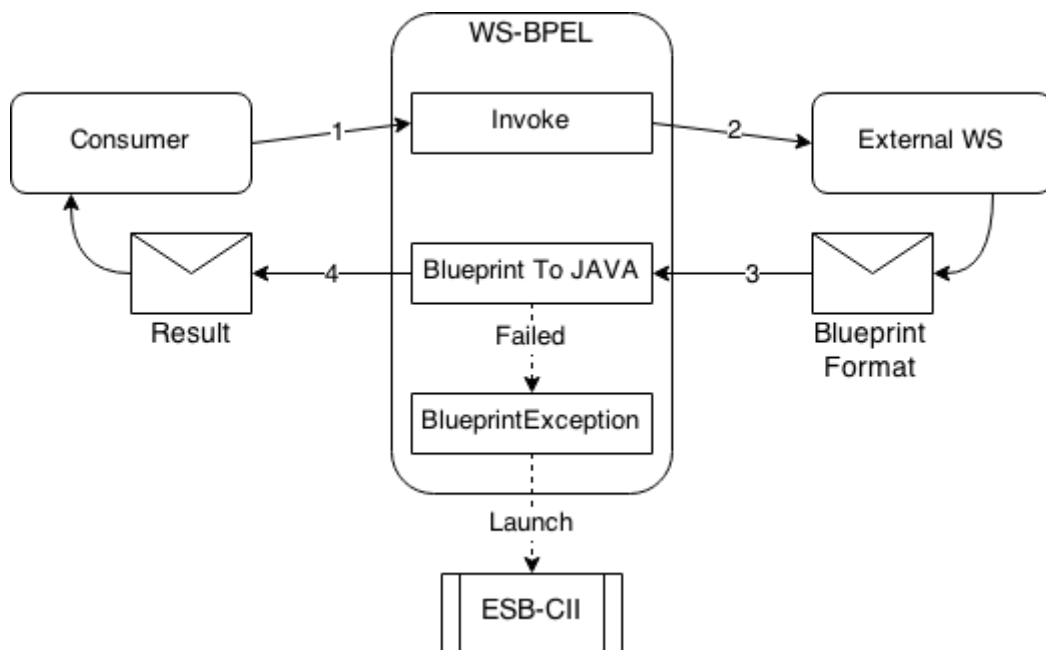 WS-BPEL
Consumer
1
Invoke
2
External WS
Blueprint To JAVA
4
3
Result
Failed
Blueprint
Format
BlueprintException
Launch
ESB-CII